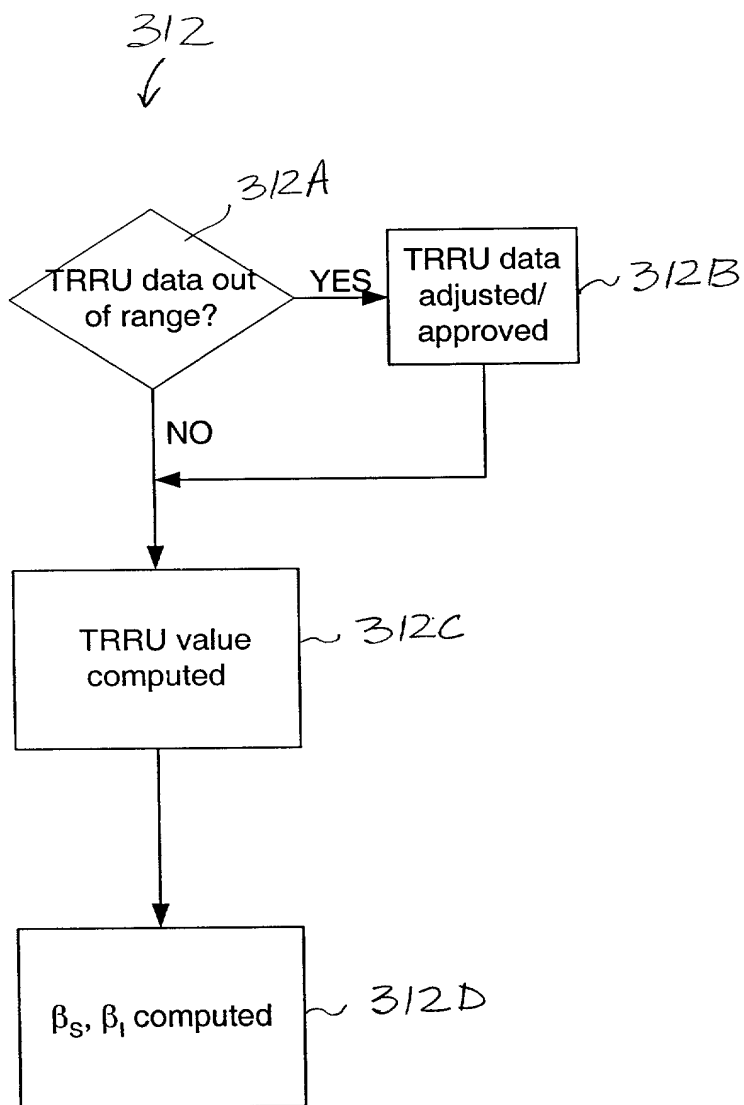 312
312A
TRRU data out
of range?
YES
TRRU data
adjusted/
approved
312B
NO
TRRU value
computed
312C
βS, βI computed
312D